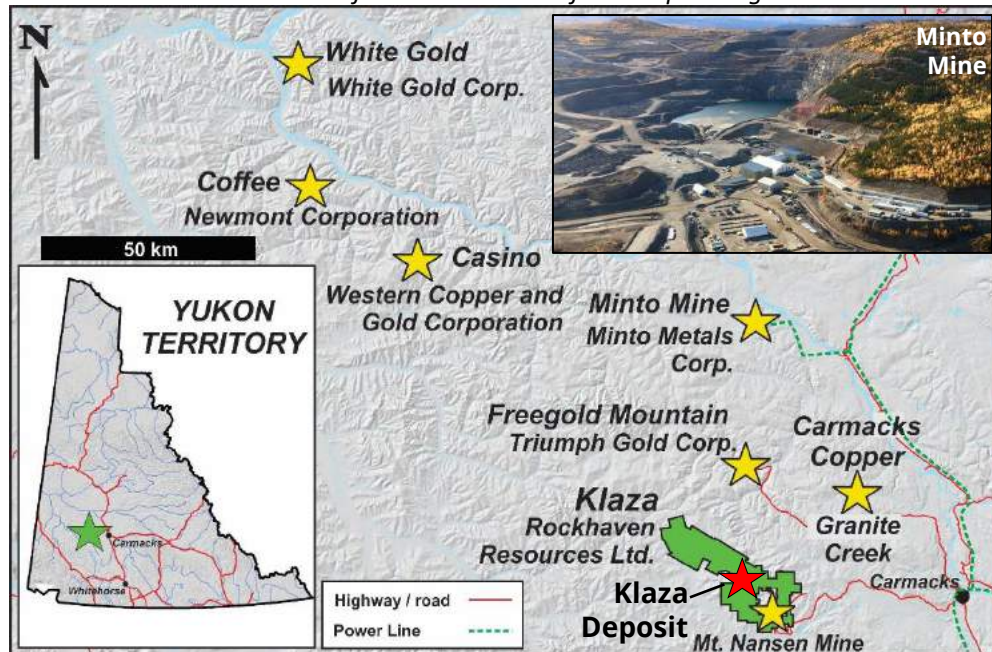 N
White Gold
White Gold Corp.
Minto
Mine
Coffee
Newmont Corporation
50 km
Casino
Western Copper and
Gold Corporation
Minto Mine
Minto Metals
Corp.
YUKON
TERRITORY
Carmacks
Whitehorse
Freegold Mountain
Triumph Gold Corp.
Carmacks
Copper
Granite
Creek
Klaza
Rockhaven
Resources Ltd.
Klaza
Deposit
Mt. Nansen Mine
Carmacks
Highway / road
Power Line